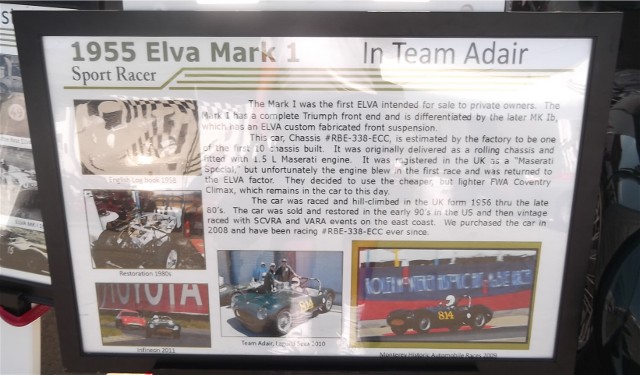 1955 Elva Mark 1
In Team Adair
Sport Racer
The Mark I was the first ELVA intended for sale to private owners. The
Mark I has a complete Triumph front end and is differentiated by the later MK Ib,
which has an ELVA custom fabricated front suspension.
This car, Chassis #RBE-338-ECC, is estimated by the factory to be one
of the first 10 chassis built. It was originally delivered as a rolling chassis and
fitted with 1.5 L Maserati engine. It was registered in the UK as a "Maserati
Special," but unfortunately the engine blew in the first race and was returned to
the ELVA factor. They decided to use the cheaper, but lighter FWA Coventry
Climax, which remains in the car to this day.
The car was raced and hill-climbed in the UK form 1956 thru the late
80's. The car was sold and restored in the early 90's in the US and then vintage
raced with SCVRA and VARA events on the east coast. We purchased the car in
2008 and have been racing #RBE-338-ECC ever since.
English Log book 1958
Restoration 1980s
TOYOTA
Infineon 2011
814
Team Adair, Laguna Seca 2010
814
Monterey Historic Automobile Races 2009